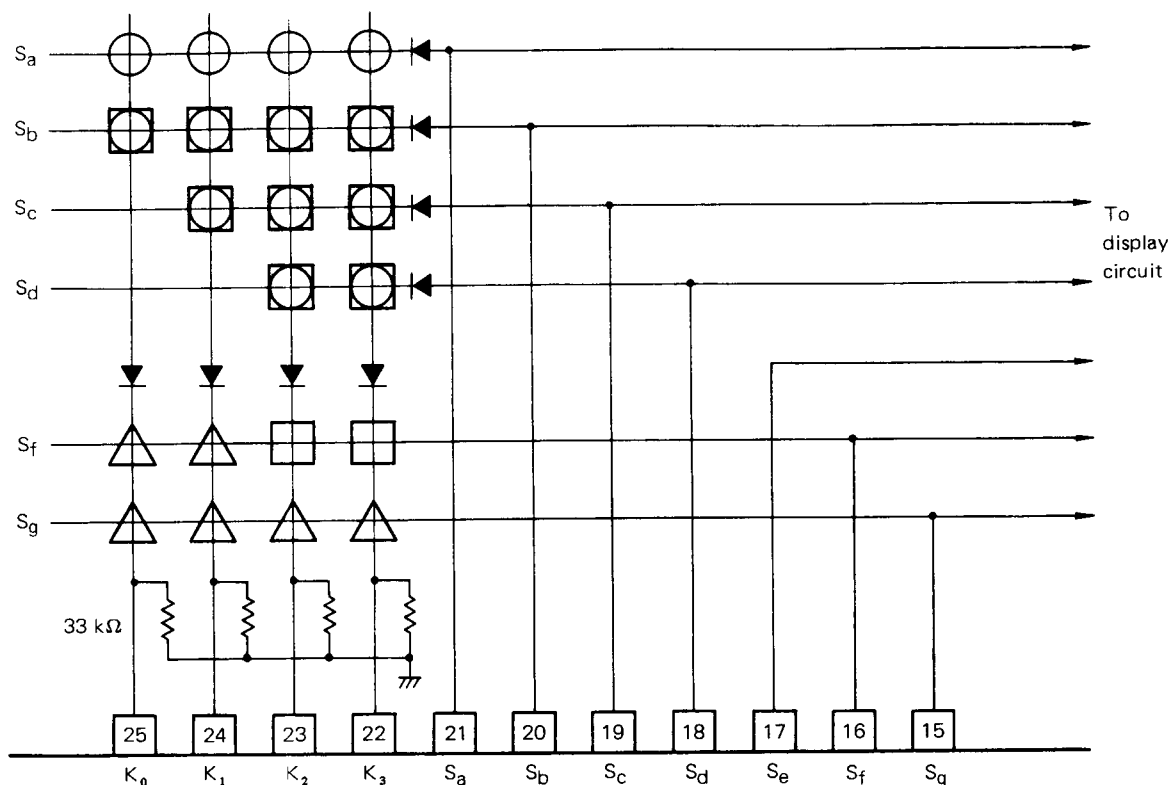 Sa
Sb
Sc
To
display
circuit
Sd
Sf
Sg
33 kΩ
25 24 23 22 21 20 19 18 17 16 15
K₀ K₁ K₂ K₃ Sa Sb Sc Sd Se Sf Sg